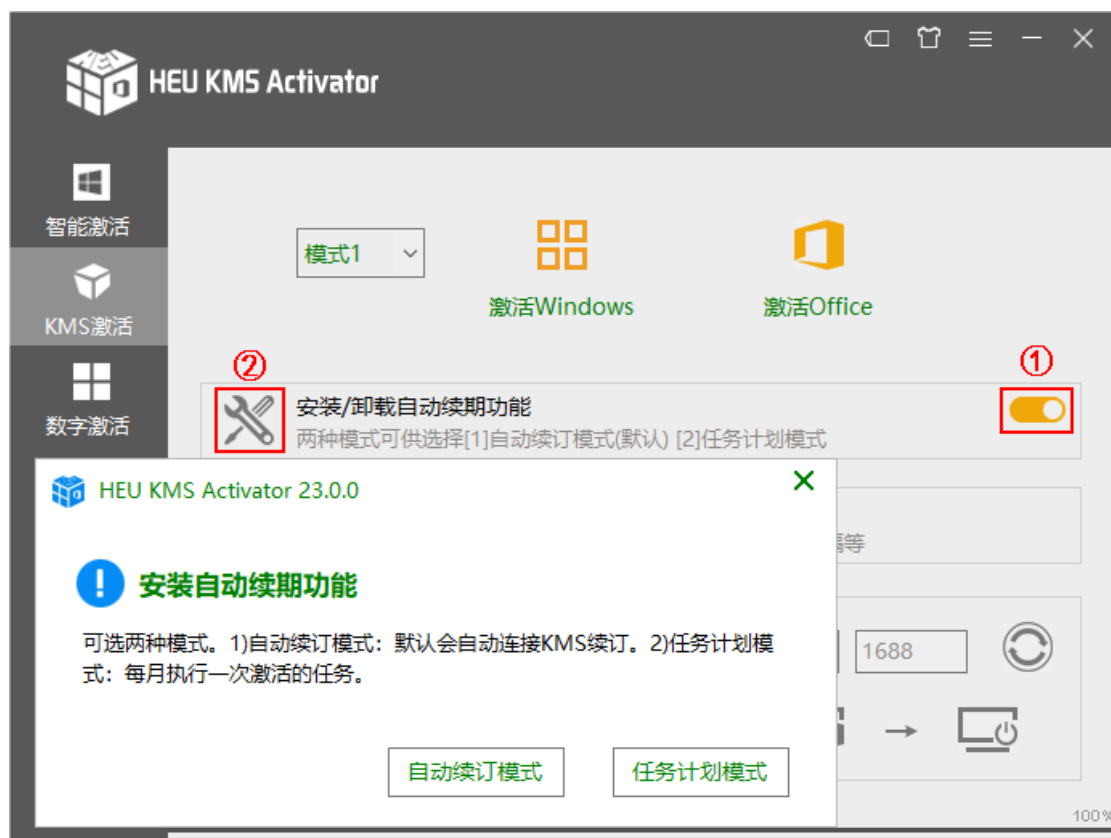 HEU KMS Activator
智能激活
模式1
激活Windows
激活Office
KMS激活
②
①
安装/卸载自动续期功能
两种模式可供选择[1]自动续订模式(默认) [2]任务计划模式
数字激活
HEU KMS Activator 23.0.0
等
安装自动续期功能
可选两种模式。1)自动续订模式：默认会自动连接KMS续订。2)任务计划模
式：每月执行一次激活的任务。
1688
自动续订模式
任务计划模式
100%